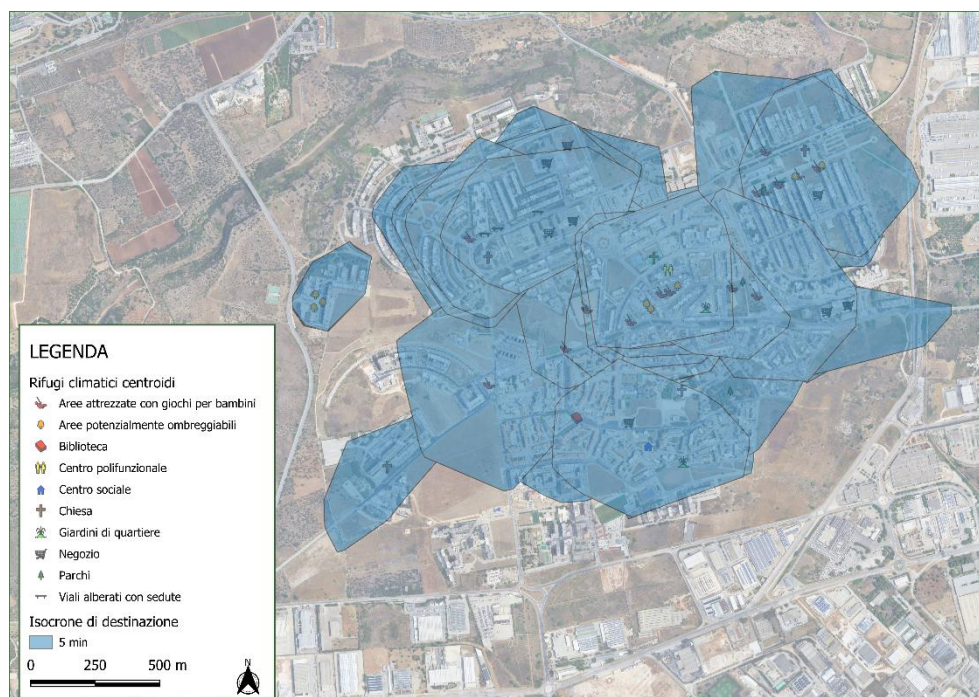 LEGENDA
Rifugi climatici centroidi
Aree attrezzate con giochi per bambini
Aree potenzialmente ombreggiabili
Biblioteca
Centro polifunzionale
Centro sociale
Chiesa
Giardini di quartiere
Negozio
Parchi
Viali alberati con sedute
Isocrone di destinazione
5 min
0 250 500 m
N